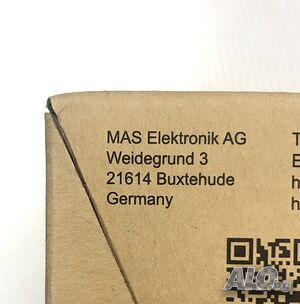 MAS Elektronik AG
Weidegrund 3
21614 Buxtehude
Germany
T
E
h
h
ALO.bg